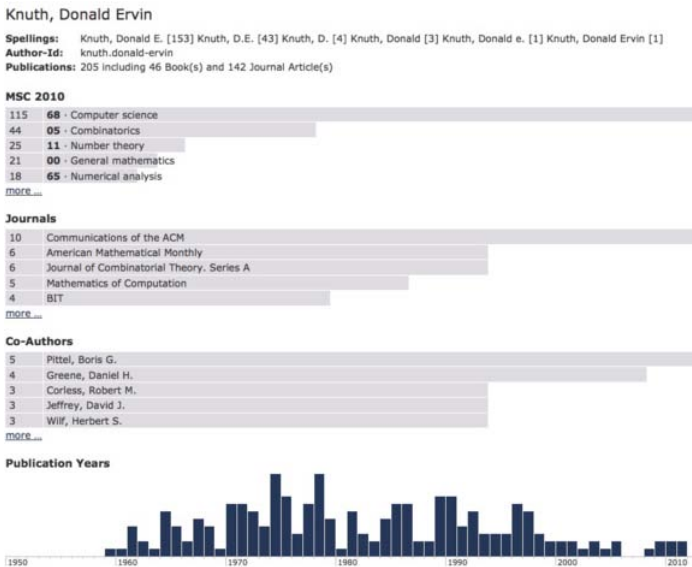 Knuth, Donald Ervin
Spellings: Knuth, Donald E. [153] Knuth, D.E. [43] Knuth, D. [4] Knuth, Donald [3] Knuth, Donald e. [1] Knuth, Donald Ervin [1]
Author-Id: knuth.donald-ervin
Publications: 205 including 46 Book(s) and 142 Journal Article(s)
MSC 2010
115 68 · Computer science
44 05 · Combinatorics
25 11 · Number theory
21 00 · General mathematics
18 65 · Numerical analysis
more ...
Journals
10 Communications of the ACM
6 American Mathematical Monthly
6 Journal of Combinatorial Theory. Series A
5 Mathematics of Computation
4 BIT
more ...
Co-Authors
5 Pittel, Boris G.
4 Greene, Daniel H.
3 Corless, Robert M.
3 Jeffrey, David J.
3 Wilf, Herbert S.
more ...
Publication Years
1950 1960 1970 1980 1990 2000 2010